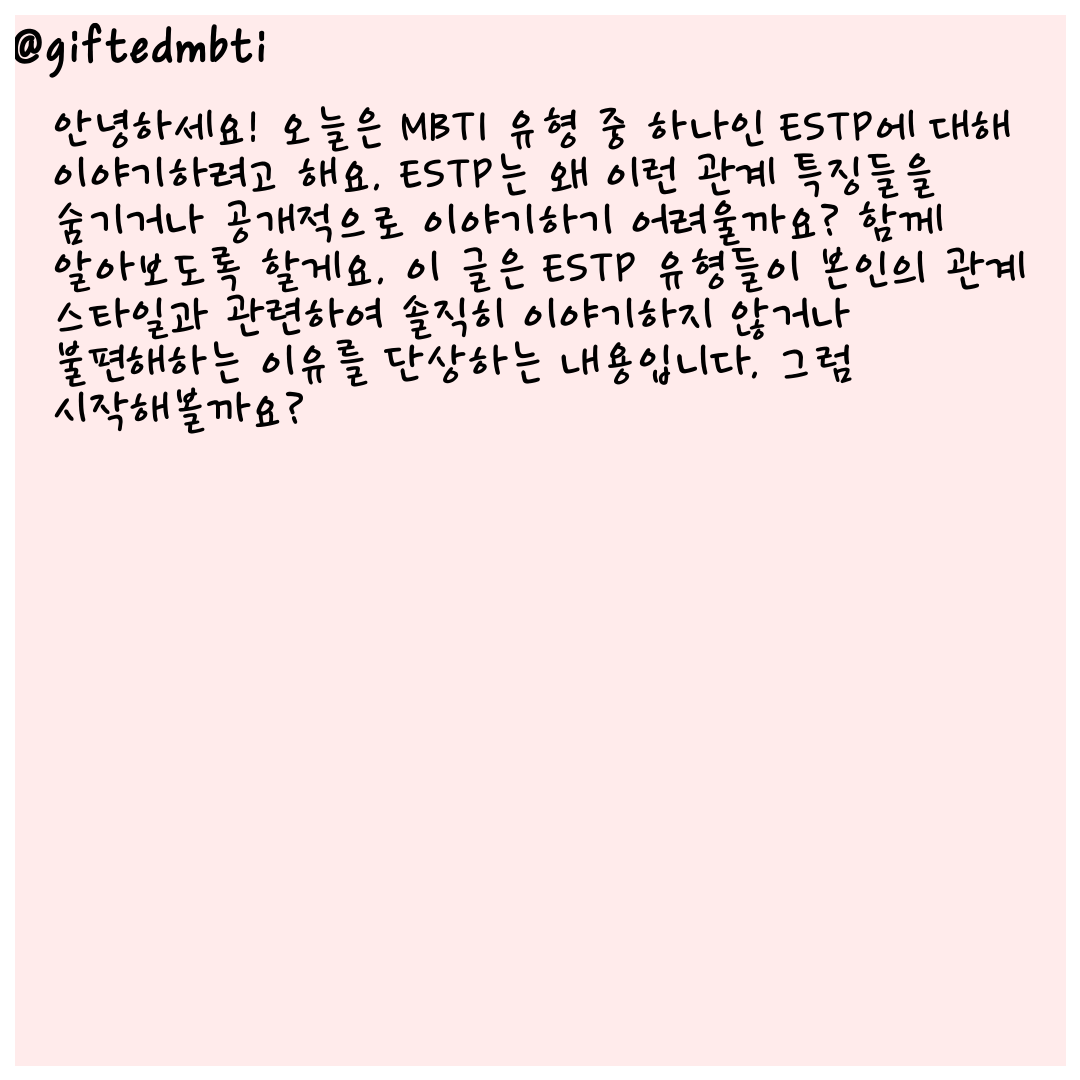 @giftedmbti
안녕하세요! 오늘은 MBTI 유형 중 하나인 ESTP에 대해
이야기하려고 해요. ESTP는 왜 이런 관계 특징들을
숨기거나 공개적으로 이야기하기 어려울까요? 함께
알아보도록 할게요. 이 글은 ESTP 유형들이 본인의 관계
스타일과 관련하여 솔직히 이야기하지 않거나
불편해하는 이유를 단상하는 내용입니다. 그럼
시작해볼까요?